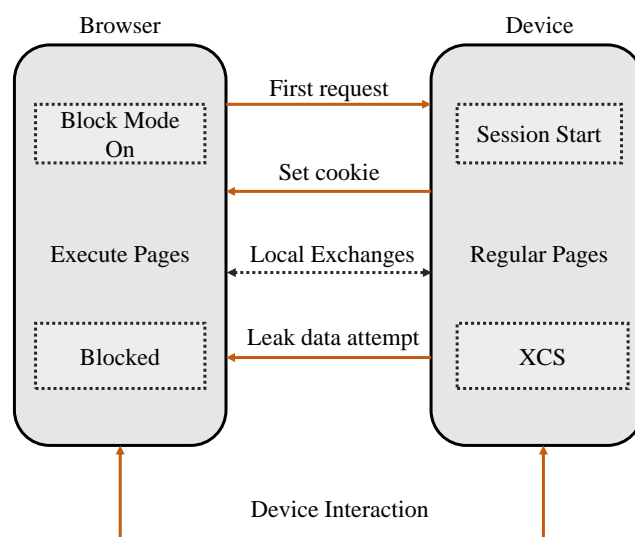 Browser
Device
First request
Block Mode
On
Session Start
Set cookie
Execute Pages
Local Exchanges
Regular Pages
Leak data attempt
Blocked
XCS
Device Interaction